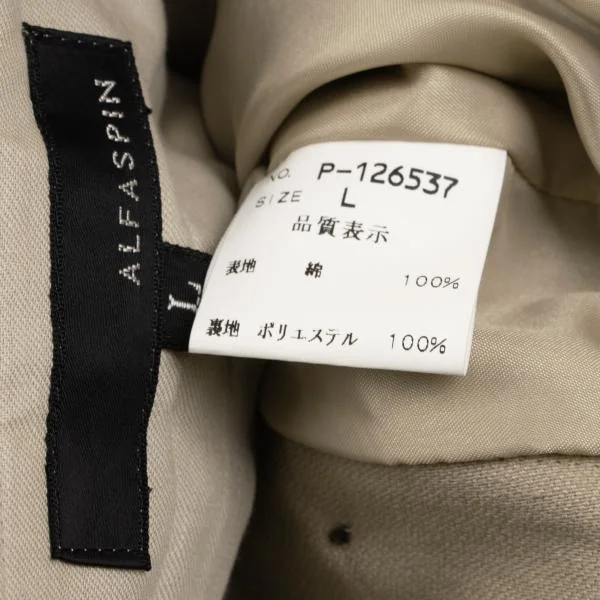 ALFASPIN
L
NO. P-126537
SIZE L
品質表示
表地 綿 100%
裏地 ポリエステル 100%